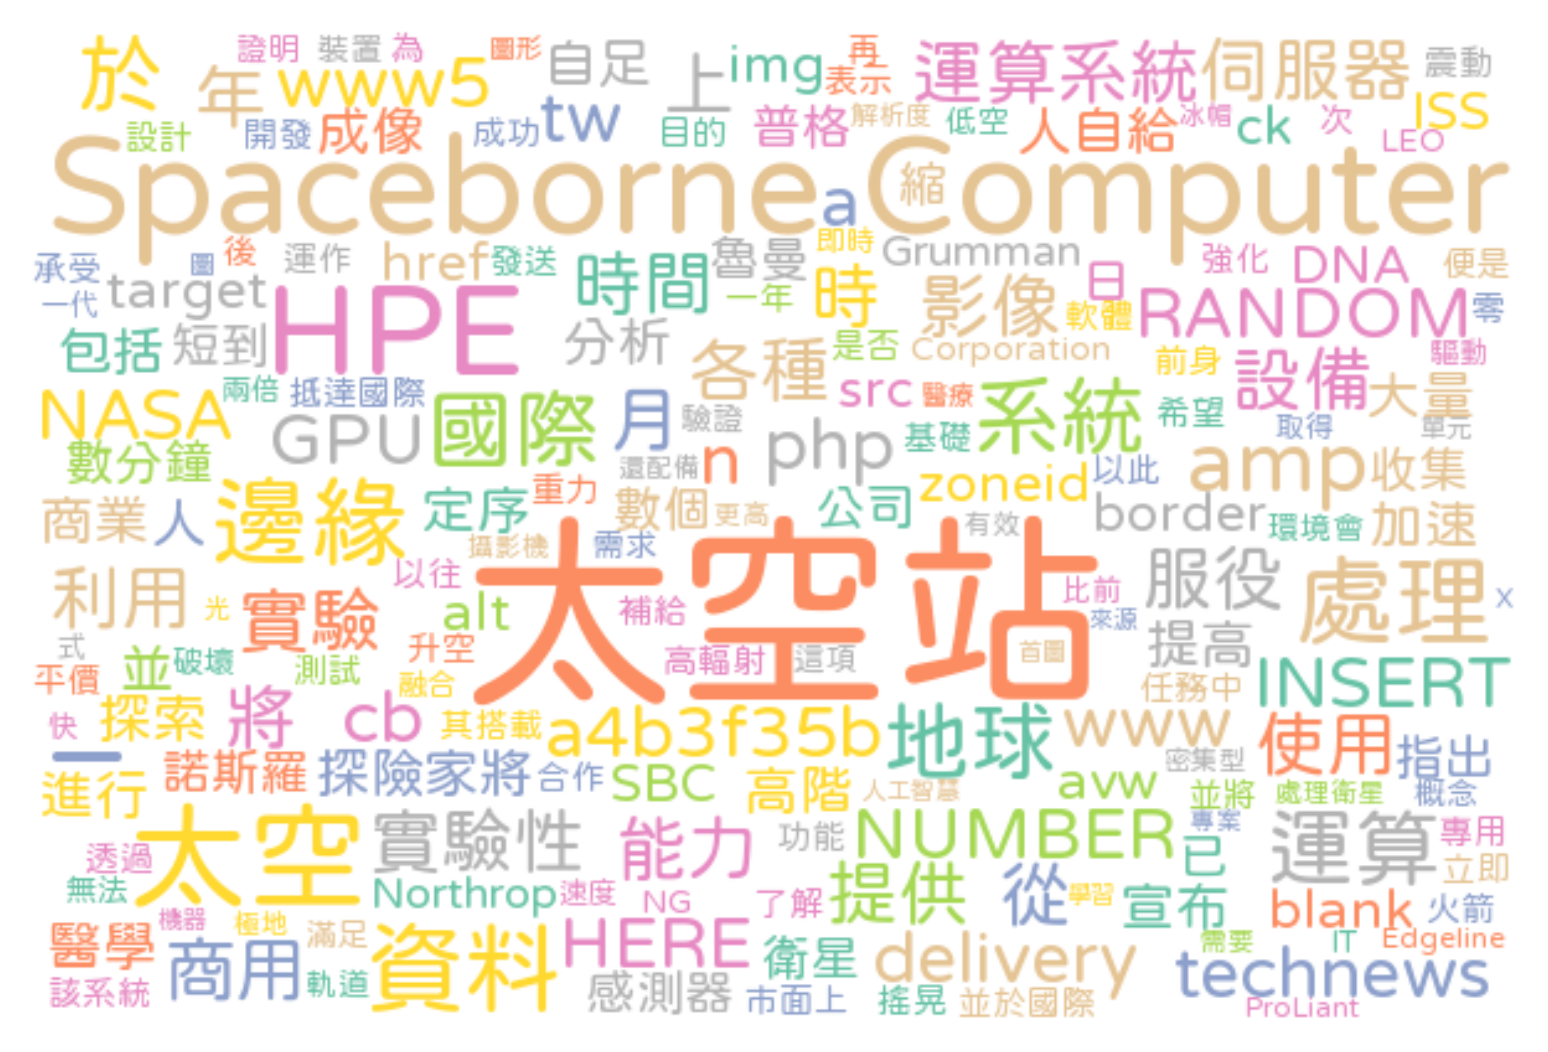 證明 裝置 為 圖形 自足 上 img 再 表示 運算系統 伺服器 震動
於 年 www5 tw ISS
設計 開發 成像 成功 目的 普格 解析度 低空 人自給 冰帽 ck 次 LEO
Spaceborne a Computer 縮
承受 圖 後 運作 href 發送 時間 魯曼 即時 Grumman 日 強化 DNA 便是
一代 target HPE 一年 時 影像 軟體 RANDOM 零
包括 短到 分析 各種 是否 Corporation 前身 設備 驅動
NASA 兩倍 抵達國際 國際 月 驗證 src 醫療 系統 希望 大量
數分鐘 GPU 還配備 n php 基礎 取得 單元
商業 人 邊緣 定序 重力 數個 更高 公司 zoneid 以此 amp 收集
攝影機 需求 有效 border 環境會 加速
利用 光 實驗 以往 alt 太空站 補給 比前 來源 服役 處理 x
式 平價 並 破壞 測試 升空 融合 高輻射 這項 首圖 提高 任務中 INSERT
快 探索 將 cb 其搭載 a4b3f35b 地球 www 使用 指出
一 進行 諾斯羅 探險家將 合作 SBC 高階 人工智慧 avw 密集型 並將 處理衛星 概念
透過 太空 實驗性 能力 功能 NUMBER 專案 已 運算 專用
無法 Northrop 速度 NG 了解 提供 從 學習 宣布 立即
醫學 機器 極地 滿足 HERE 衛星 delivery blank 火箭
該系統 商用 軌道 資料 感測器 市面上 搖晃 並於國際 需要 IT Edgeline
technews ProLiant